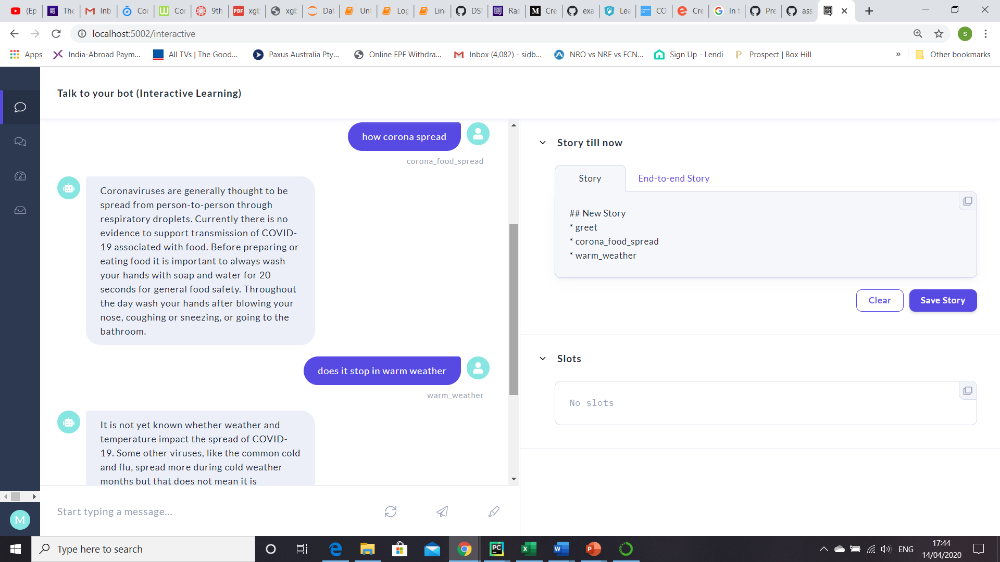 (Ep
The
Inb
Cor
Cor
9th
PDF
xgb
xgb
Dat
Unt
Log
Line
DSI
Ras
Cre
exa
Lea
CO
Cre
In t
Pre
ass
localhost:5002/interactive
S
Apps
India-Abroad Paym...
All TVs | The Good...
Paxus Australia Pty...
Online EPF Withdra...
Inbox (4,082) - sidb...
NRO vs NRE vs FCN...
Sign Up - Lendi
Prospect | Box Hill
»
Other bookmarks
Talk to your bot (Interactive Learning)
how corona spread
corona_food_spread
Coronaviruses are generally thought to be
spread from person-to-person through
respiratory droplets. Currently there is no
evidence to support transmission of COVID-
19 associated with food. Before preparing or
eating food it is important to always wash
your hands with soap and water for 20
seconds for general food safety. Throughout
the day wash your hands after blowing your
nose, coughing or sneezing, or going to the
bathroom.
does it stop in warm weather
warm_weather
It is not yet known whether weather and
temperature impact the spread of COVID-
19. Some other viruses, like the common cold
and flu, spread more during cold weather
months but that does not mean it is
Start typing a message...
M
Story till now
Story
End-to-end Story
## New Story
* greet
* corona_food_spread
* warm_weather
Clear
Save Story
Slots
No slots
Type here to search
ENG
17:44
14/04/2020